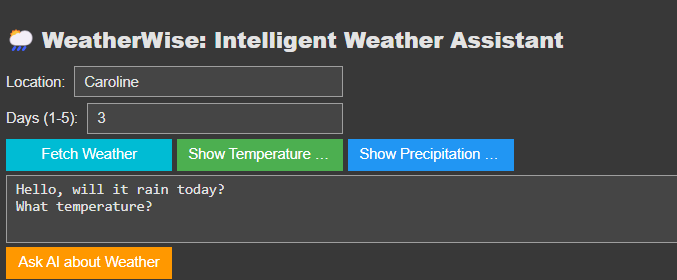 WeatherWise: Intelligent Weather Assistant
Location: Caroline
Days (1-5): 3
Fetch Weather Show Temperature ... Show Precipitation ...
Hello, will it rain today?
What temperature?
Ask AI about Weather